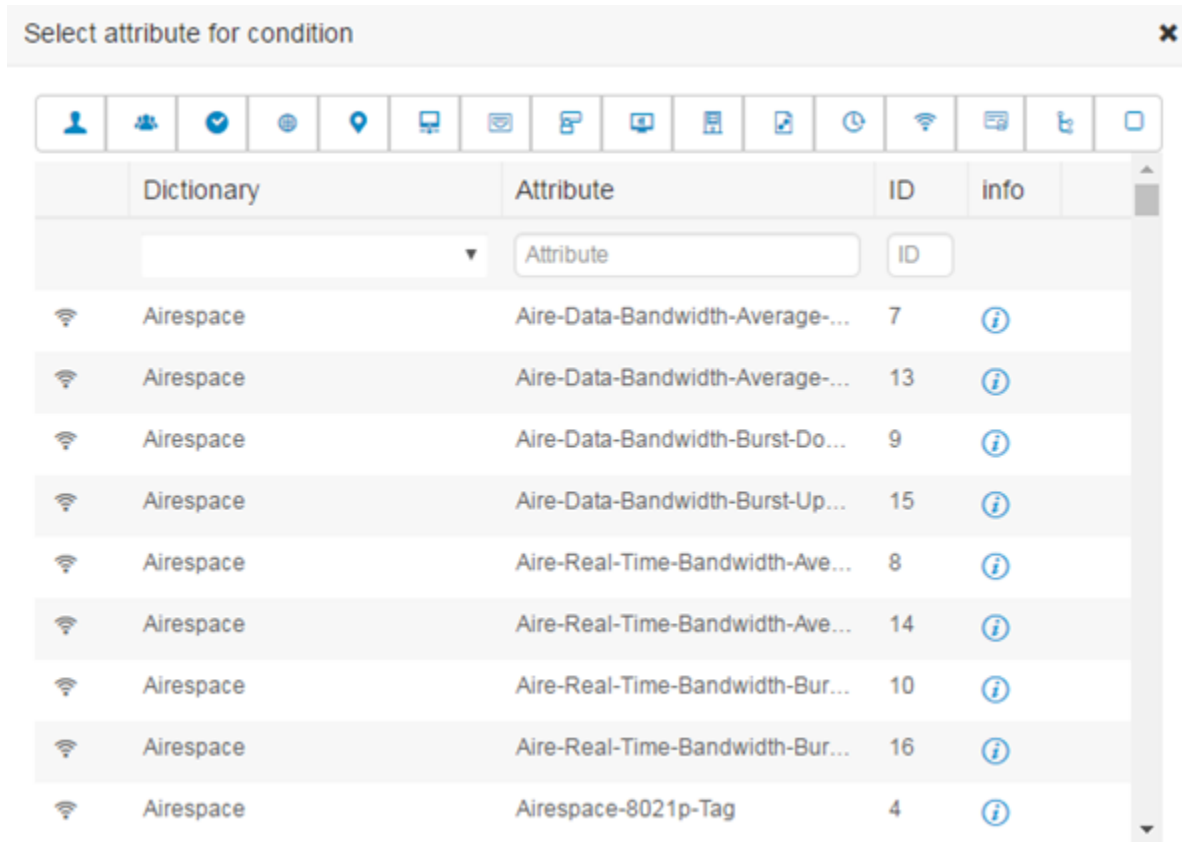 Select attribute for condition
Dictionary Attribute ID info
Attribute ID
Airespace Aire-Data-Bandwidth-Average-... 7
Airespace Aire-Data-Bandwidth-Average-... 13
Airespace Aire-Data-Bandwidth-Burst-Do... 9
Airespace Aire-Data-Bandwidth-Burst-Up... 15
Airespace Aire-Real-Time-Bandwidth-Ave... 8
Airespace Aire-Real-Time-Bandwidth-Ave... 14
Airespace Aire-Real-Time-Bandwidth-Bur... 10
Airespace Aire-Real-Time-Bandwidth-Bur... 16
Airespace Airespace-8021p-Tag 4